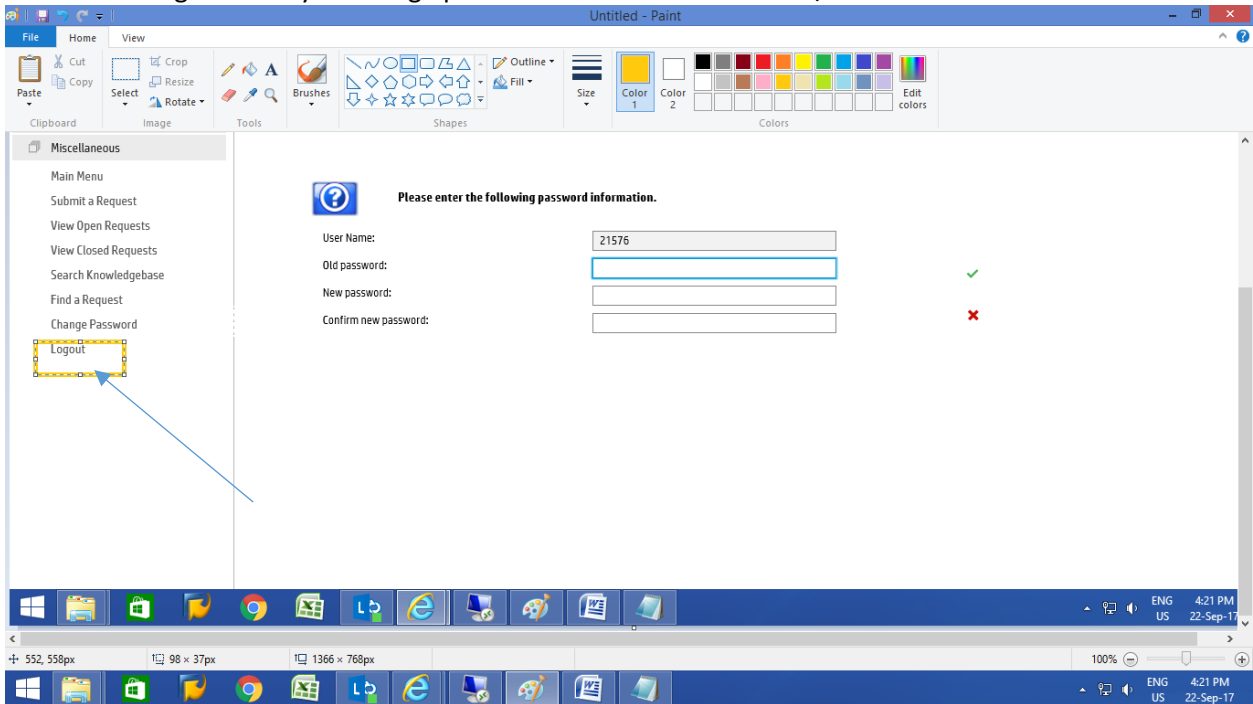 Untitled - Paint
File Home View
Paste
Cut
Copy
Clipboard
Select
Crop
Resize
Rotate
Image
A
Tools
Brushes
Outline
Fill
Shapes
Size
Color 1
Color 2
Edit colors
Colors
Miscellaneous
Main Menu
Submit a Request
View Open Requests
View Closed Requests
Search Knowledgebase
Find a Request
Change Password
Logout
Please enter the following password information.
User Name: 21576
Old password:
New password:
Confirm new password:
ENG 4:21 PM
US 22-Sep-17
552, 558px 98 × 37px 1366 × 768px 100%
ENG 4:21 PM
US 22-Sep-17